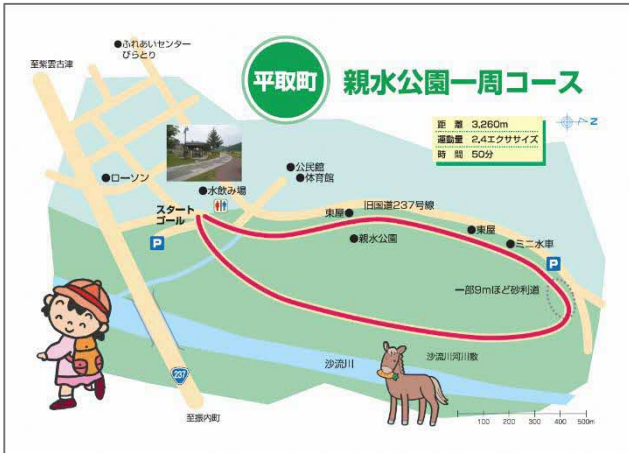 平取町
親水公園一周コース
距 離 3,260m
運動量 2.4エクササイズ
時 間 50分
Z
至紫雲古津
●ふれあいセンター
びらとり
●ローソン
●公民館
●体育館
●水飲み場
スタート
ゴール
P
東屋●
旧国道237号線
●親水公園
●東屋
●ミニ水車
P
一部9mほど砂利道
沙流川
沙流川河川敷
237
至振内町
100 200 300 400 500m